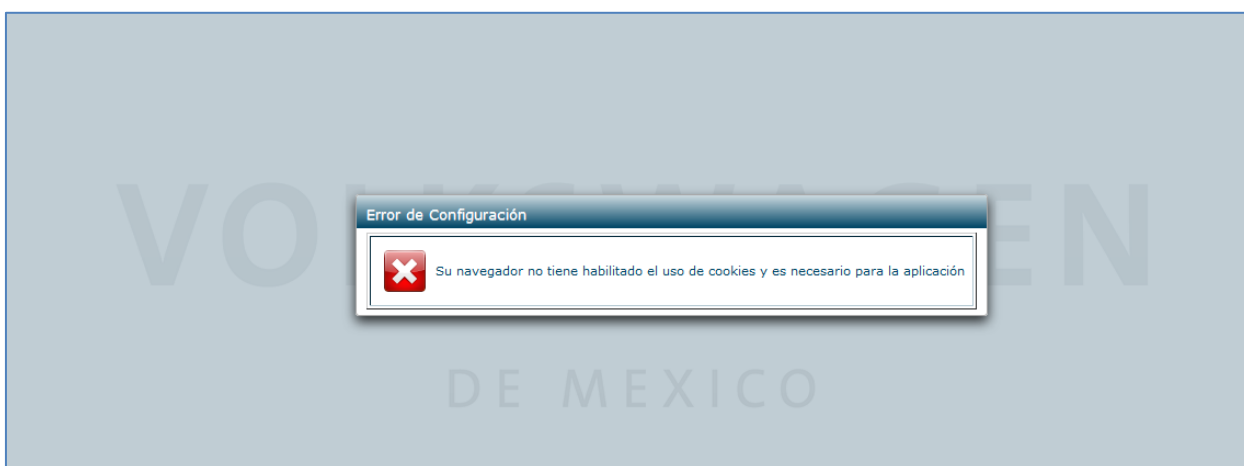 VOLKSWAGEN
Error de Configuración
Su navegador no tiene habilitado el uso de cookies y es necesario para la aplicación
DE MEXICO